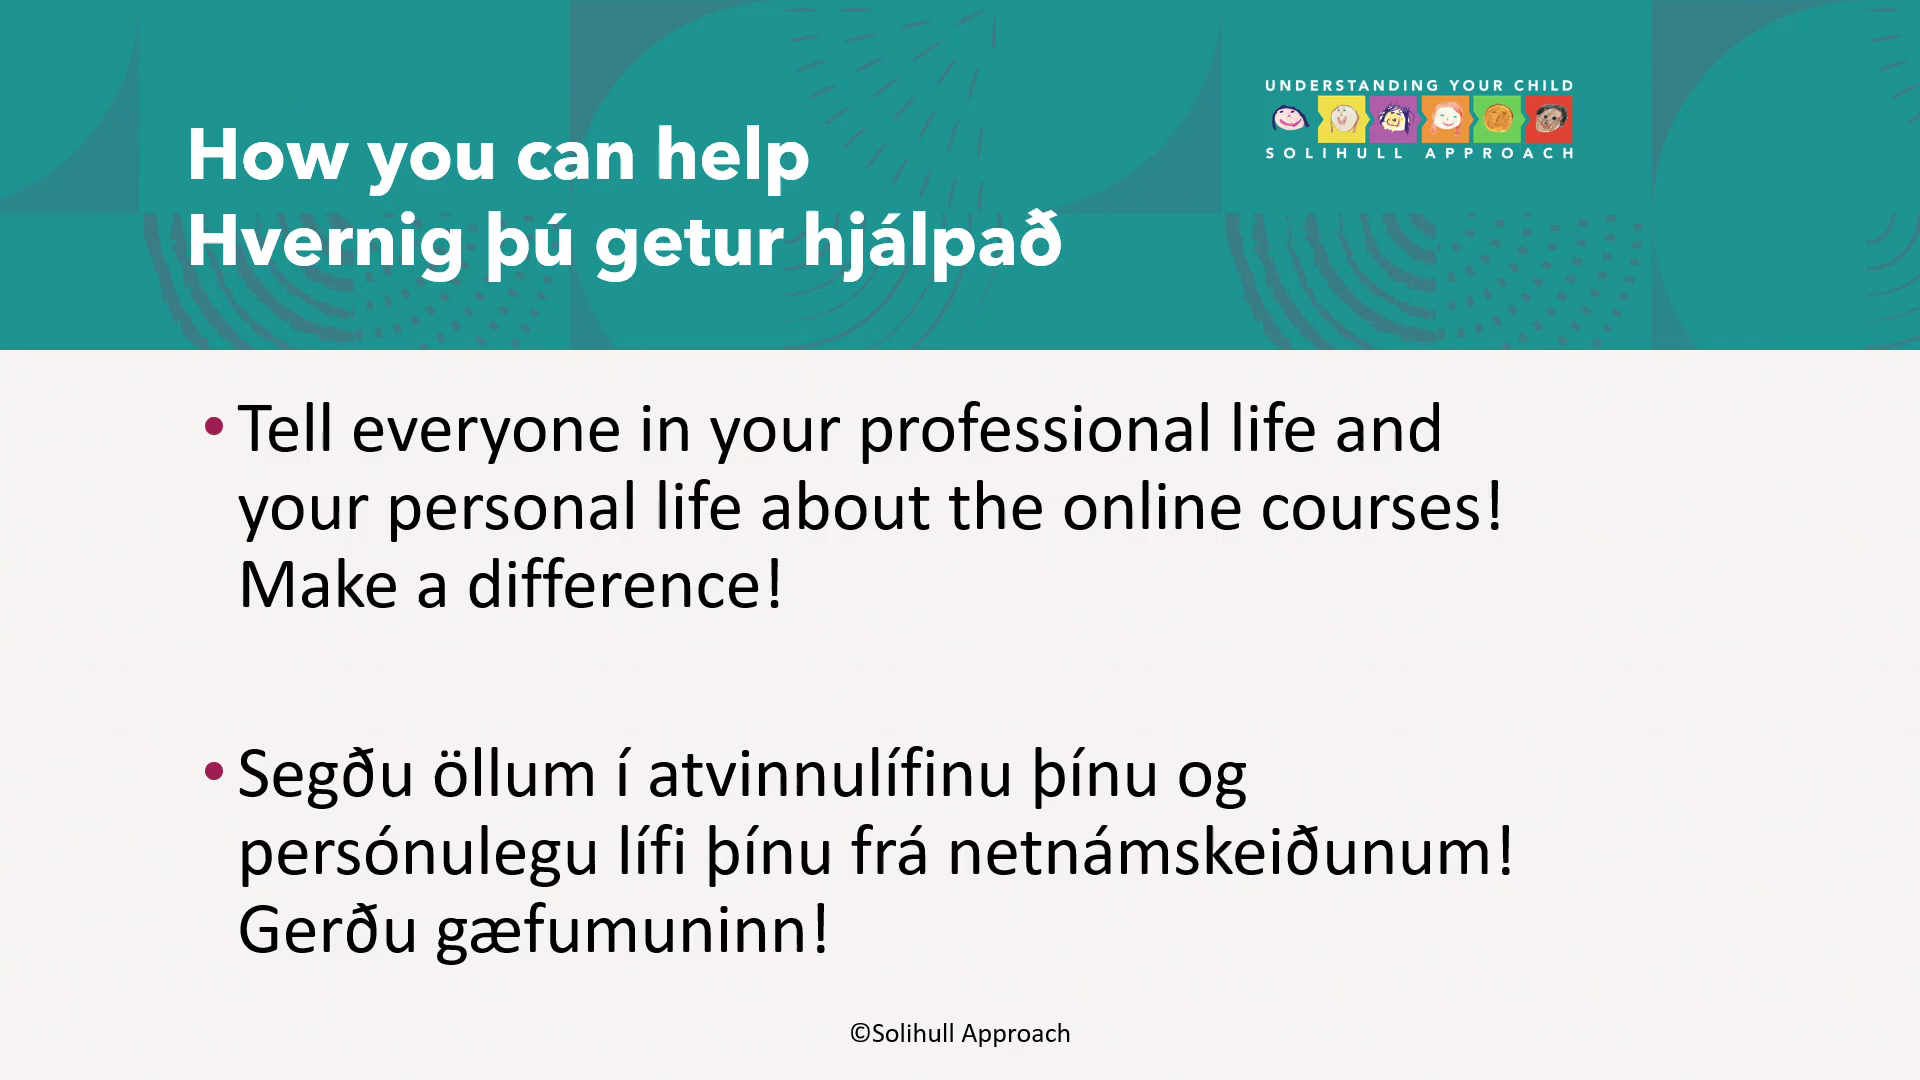 UNDERSTANDING YOUR CHILD
SOLIHULL APPROACH
How you can help
Hvernig þú getur hjálpað
• Tell everyone in your professional life and
your personal life about the online courses!
Make a difference!
• Segðu öllum í atvinnulífinu þínu og
persónulegu lífi þínu frá netnámskeiðunum!
Gerðu gæfumuninn!
©Solihull Approach